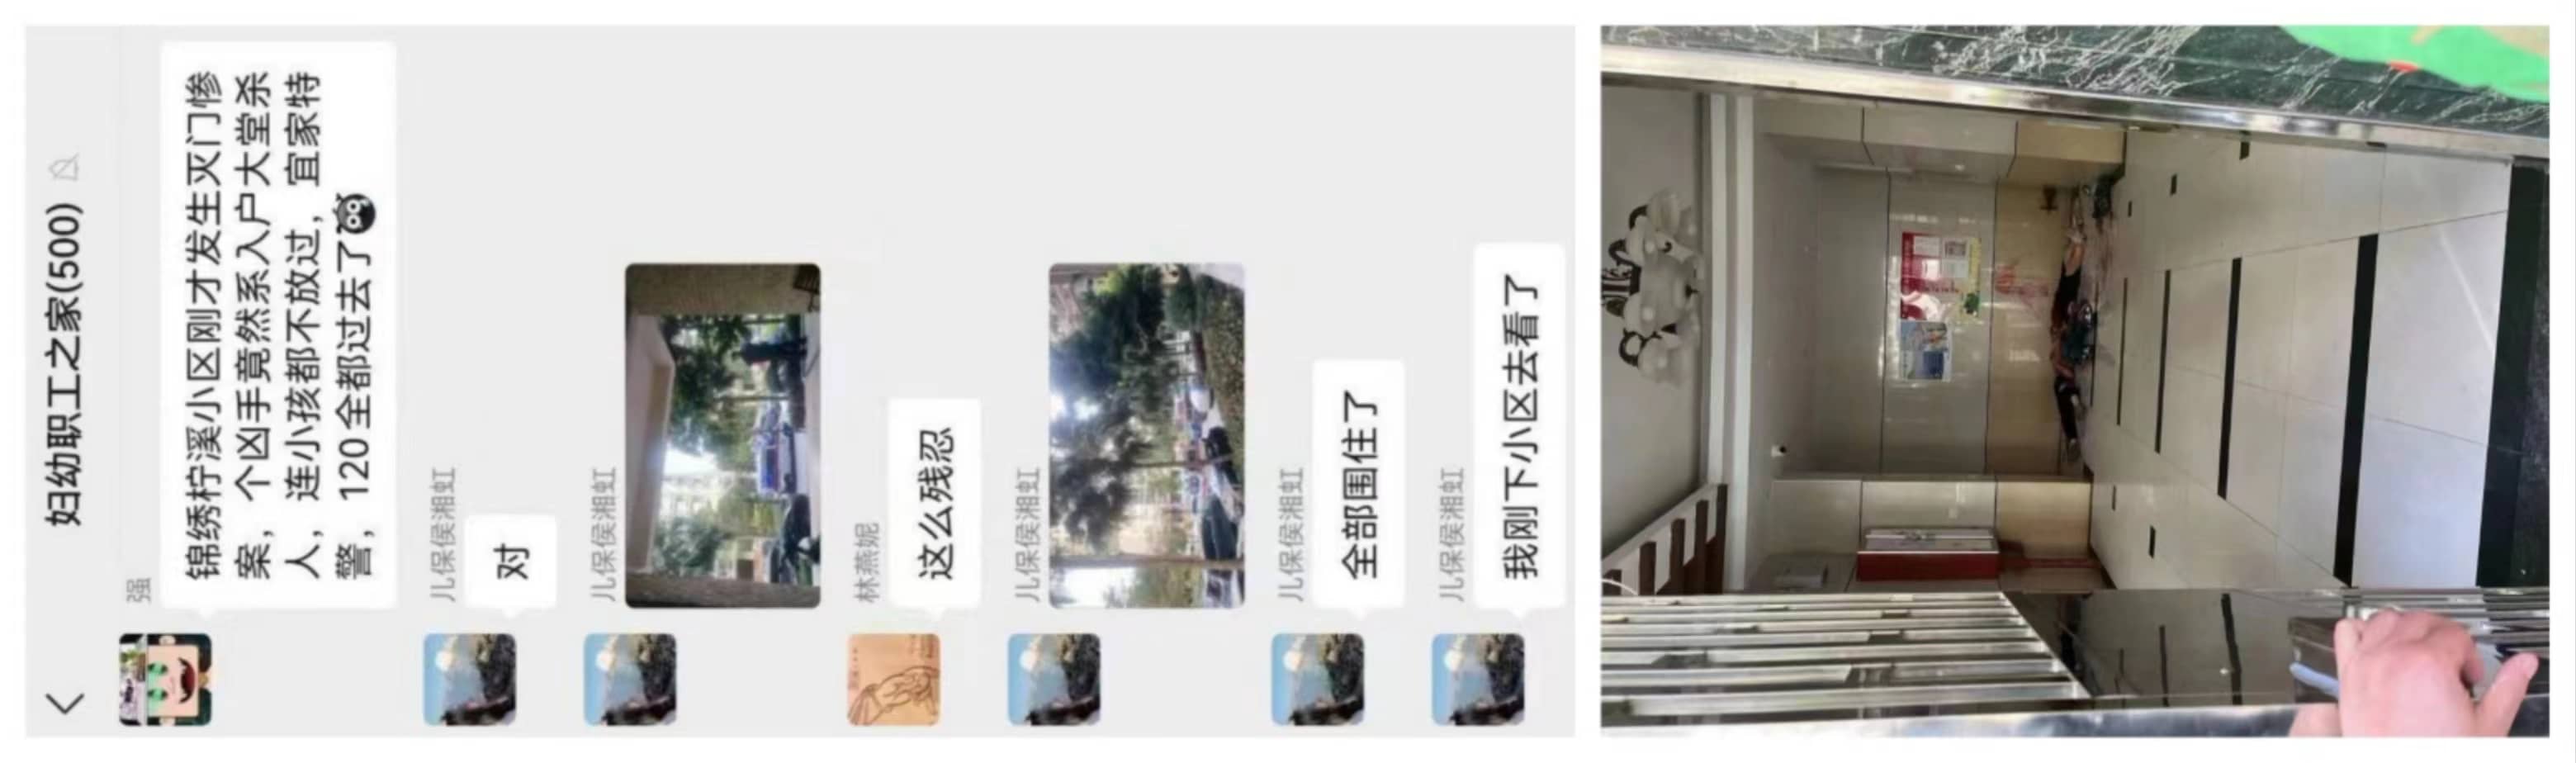 妇幼职工之家(500)
强
锦绣柠溪小区刚才发生灭门惨
案，个凶手竟然系入户大堂杀
人，连小孩都不放过，宜家特
警，120全都过去了
儿保侯湘虹
对
儿保侯湘虹
林燕妮
这么残忍
儿保侯湘虹
儿保侯湘虹
全部围住了
儿保侯湘虹
我刚下小区去看了